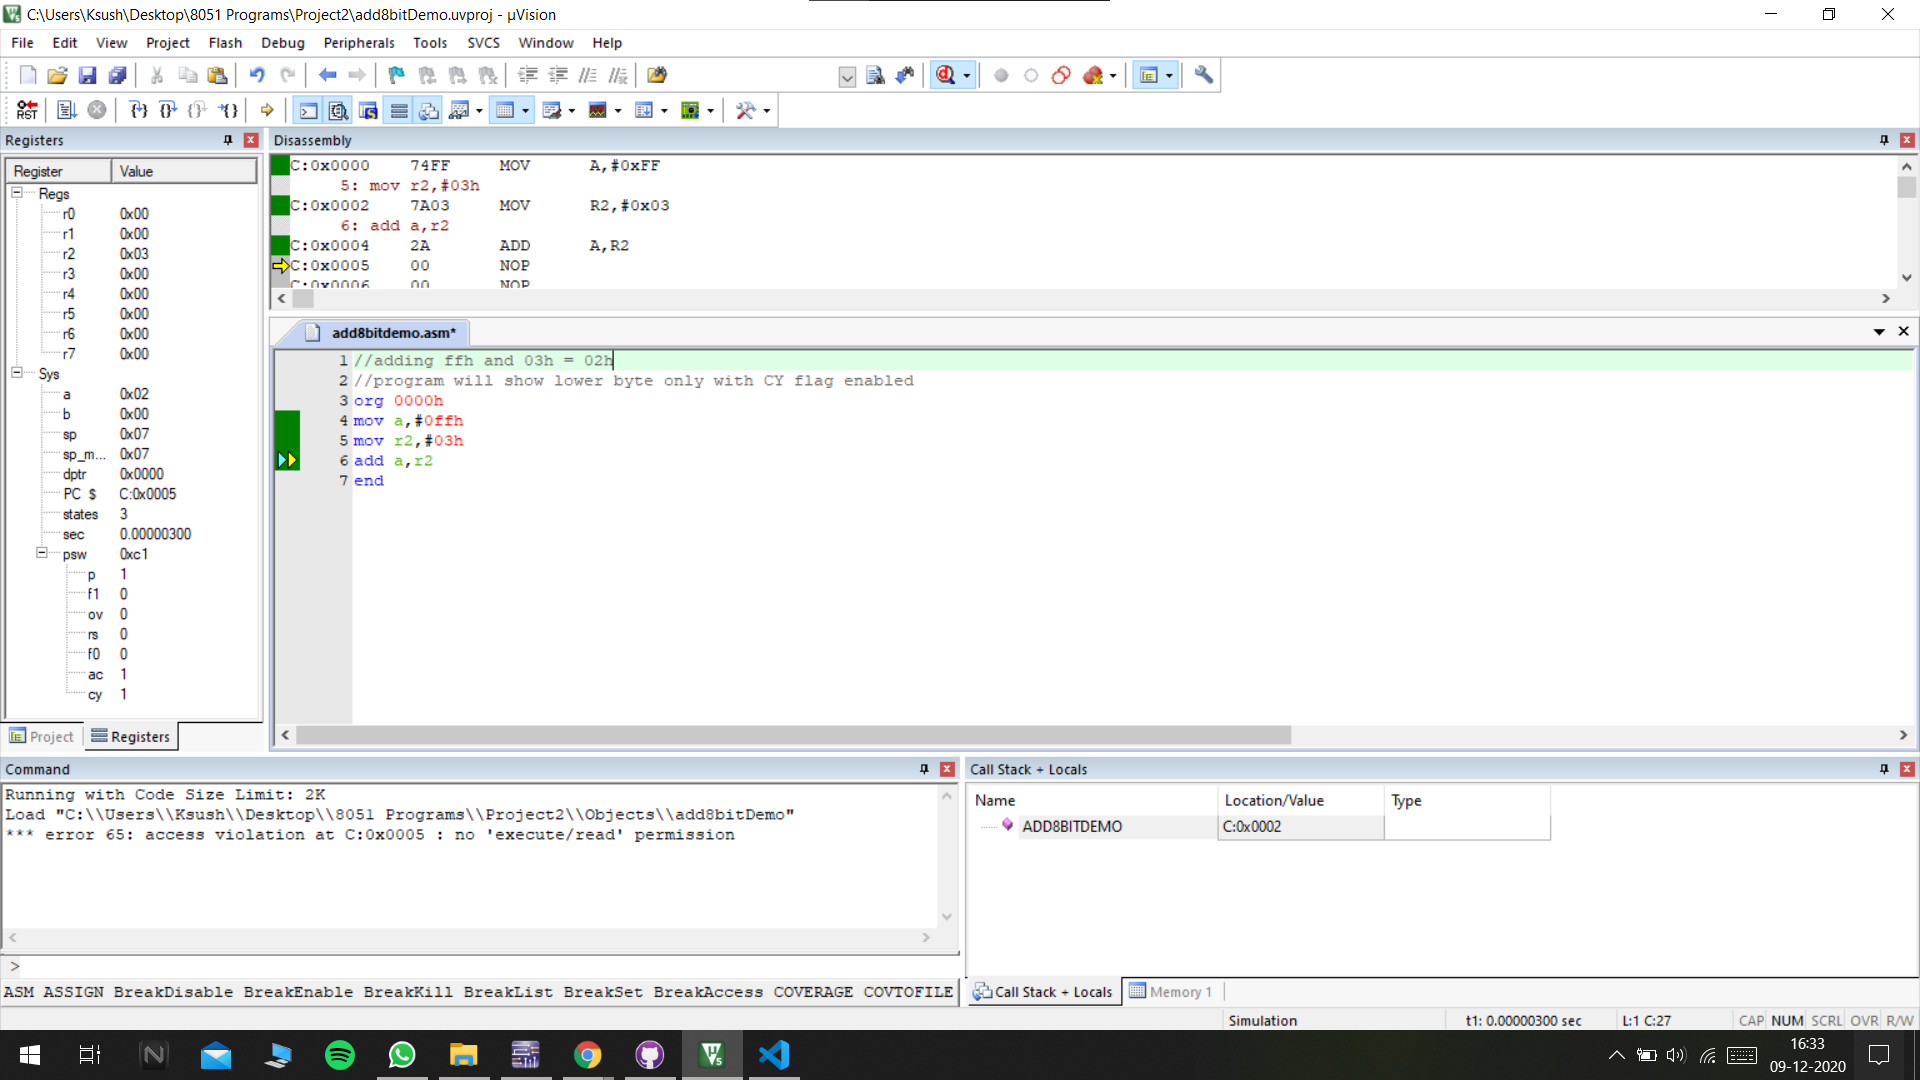 C:\Users\Ksush\Desktop\8051 Programs\Project2\add8bitDemo.uvproj - µVision
File Edit View Project Flash Debug Peripherals Tools SVCS Window Help
RST
Registers
Register Value
Regs
r0 0x00
r1 0x00
r2 0x03
r3 0x00
r4 0x00
r5 0x00
r6 0x00
r7 0x00
Sys
a 0x02
b 0x00
sp 0x07
sp_m... 0x07
dptr 0x0000
PC $ C:0x0005
states 3
sec 0.00000300
psw 0xc1
p 1
f1 0
ov 0
rs 0
f0 0
ac 1
cy 1
Project Registers
Disassembly
C:0x0000 74FF MOV A,#0xFF
5: mov r2,#03h
C:0x0002 7A03 MOV R2,#0x03
6: add a,r2
C:0x0004 2A ADD A,R2
C:0x0005 00 NOP
C:0x0006 00 NOP
add8bitdemo.asm*
1 //adding ffh and 03h = 02h
2 //program will show lower byte only with CY flag enabled
3 org 0000h
4 mov a,#0ffh
5 mov r2,#03h
6 add a,r2
7 end
Command
Running with Code Size Limit: 2K
Load "C:\\Users\\Ksush\\Desktop\\8051 Programs\\Project2\\Objects\\add8bitDemo"
*** error 65: access violation at C:0x0005 : no 'execute/read' permission
>
ASM ASSIGN BreakDisable BreakEnable BreakKill BreakList BreakSet BreakAccess COVERAGE COVTOFILE
Call Stack + Locals
Name Location/Value Type
ADD8BITDEMO C:0x0002
Call Stack + Locals Memory 1
Simulation t1: 0.00000300 sec L:1 C:27 CAP NUM SCRL OVR R/W
16:33
09-12-2020